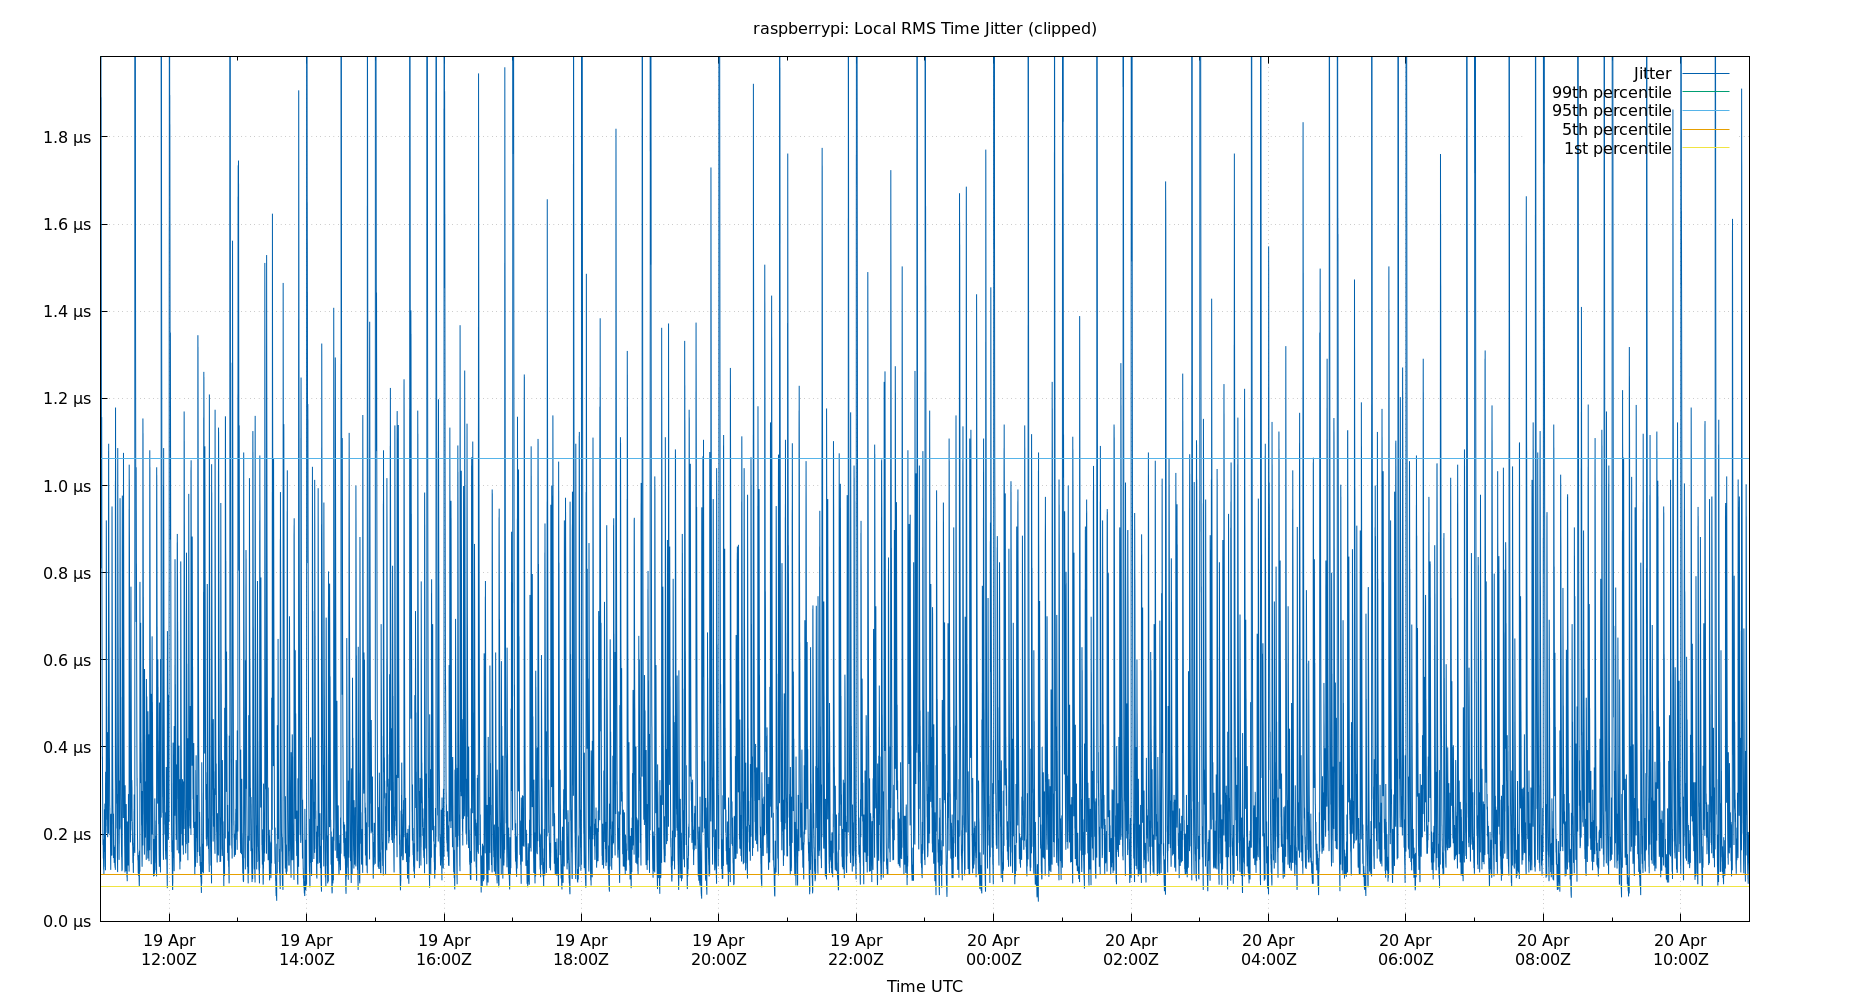 raspberrypi: Local RMS Time Jitter (clipped)
Jitter
99th percentile
95th percentile
5th percentile
1st percentile
1.8 µs
1.6 µs
1.4 µs
1.2 µs
1.0 µs
0.8 µs
0.6 µs
0.4 µs
0.2 µs
0.0 µs
19 Apr 19 Apr 19 Apr 19 Apr 19 Apr 19 Apr 20 Apr 20 Apr 20 Apr 20 Apr 20 Apr 20 Apr
12:00Z 14:00Z 16:00Z 18:00Z 20:00Z 22:00Z 00:00Z 02:00Z 04:00Z 06:00Z 08:00Z 10:00Z
Time UTC